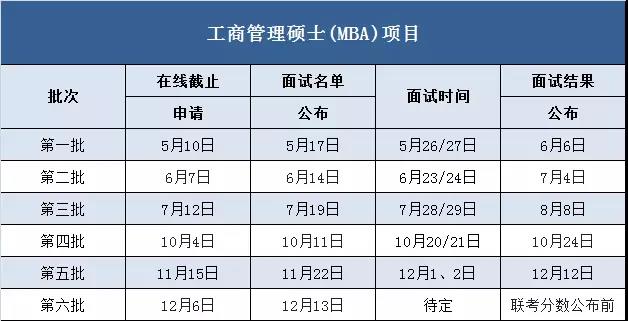 工商管理硕士(MBA)项目
批次 在线截止 面试名单 面试时间 面试结果
申请 公布 公布
第一批 5月10日 5月17日 5月26/27日 6月6日
第二批 6月7日 6月14日 6月23/24日 7月4日
第三批 7月12日 7月19日 7月28/29日 8月8日
第四批 10月4日 10月11日 10月20/21日 10月24日
第五批 11月15日 11月22日 12月1、2日 12月12日
第六批 12月6日 12月13日 待定 联考分数公布前